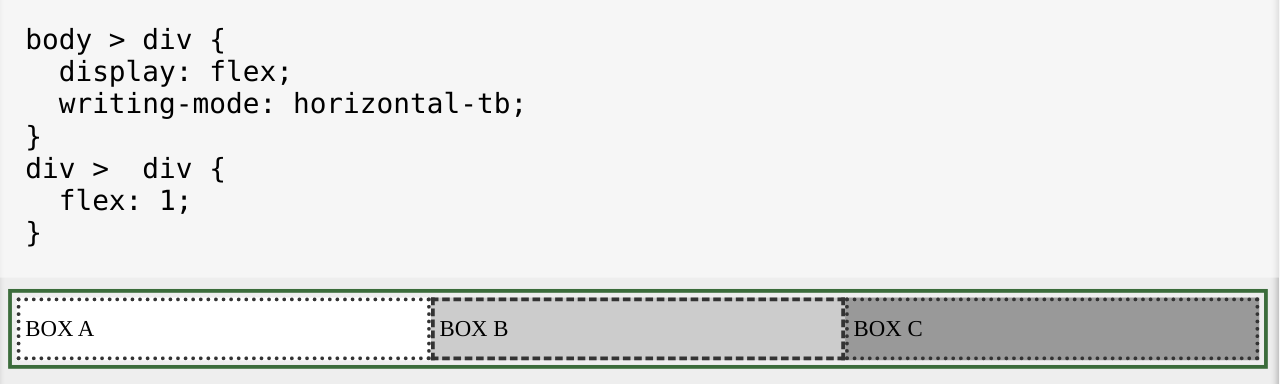 body > div {
  display: flex;
  writing-mode: horizontal-tb;
}
div >  div {
  flex: 1;
}
BOX A BOX B BOX C